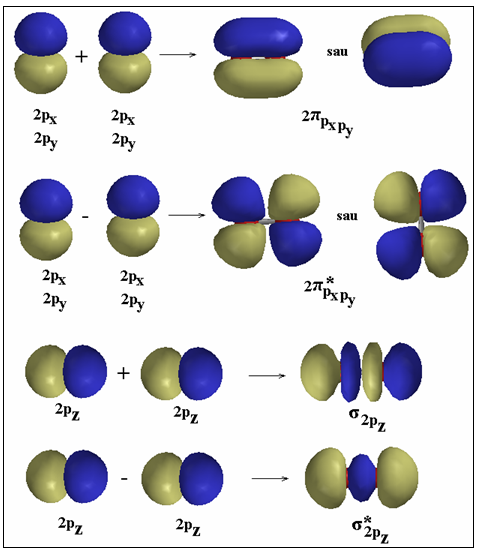 + → sau
2px 2px 2πpxpy
2py 2py
- → sau
2px 2px 2π*pxpy
2py 2py
+ →
2pz 2pz σ2pz
- →
2pz 2pz σ*2pz